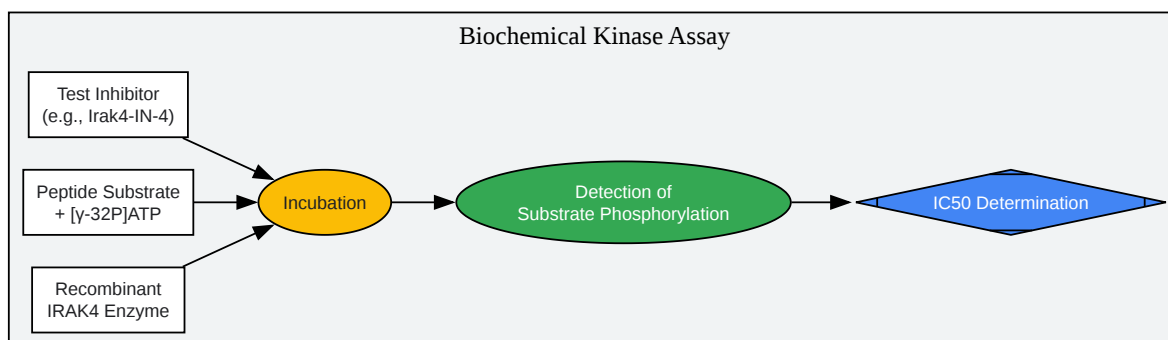 Biochemical Kinase Assay
Test Inhibitor
(e.g., Irak4-IN-4)
Peptide Substrate
+ [γ-32P]ATP
Recombinant
IRAK4 Enzyme
Incubation
Detection of
Substrate Phosphorylation
IC50 Determination